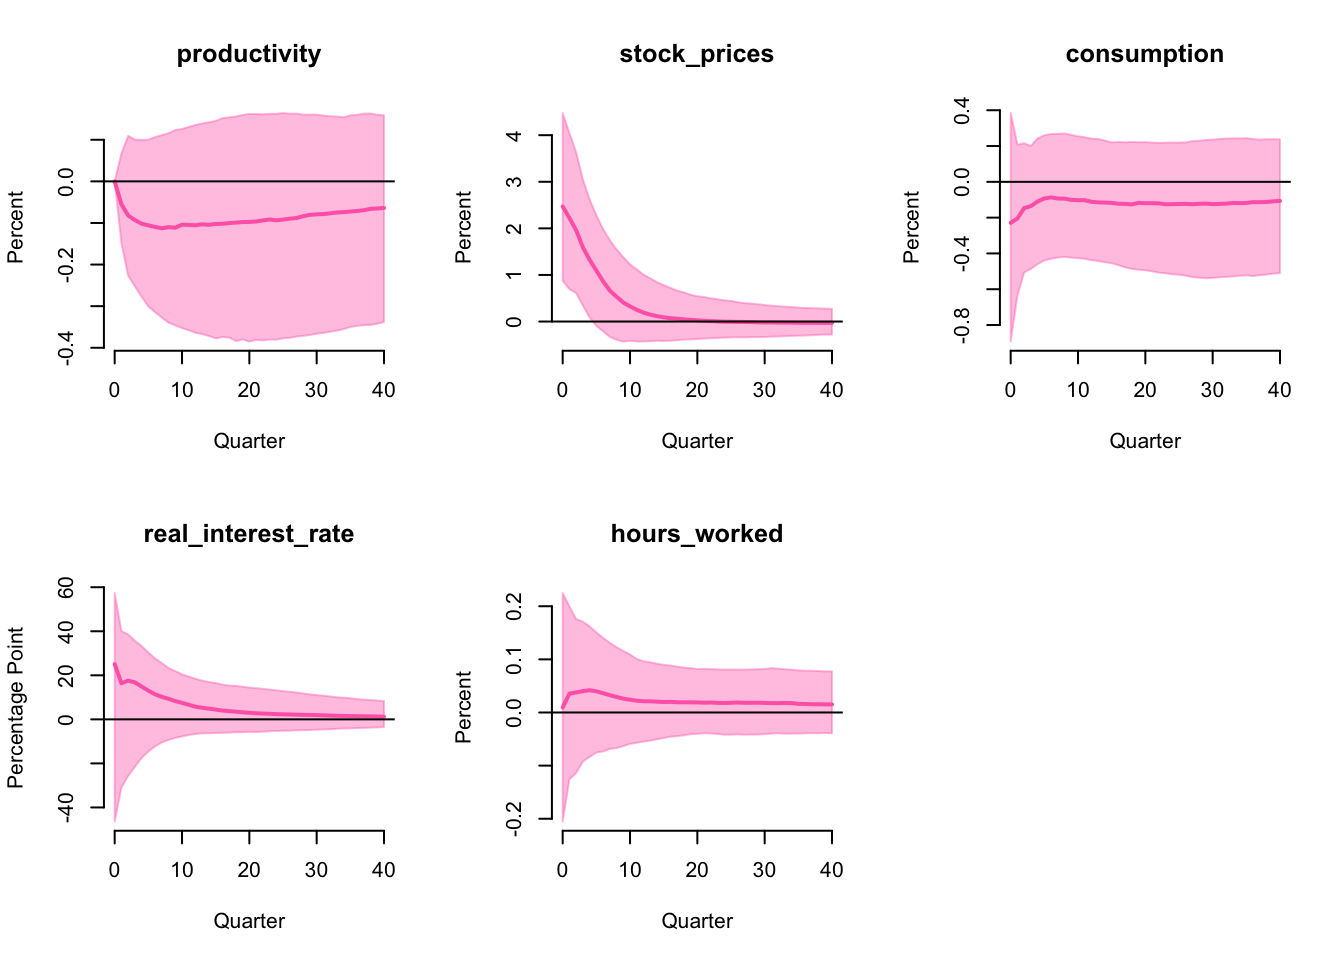 productivity
Percent
0.0
-0.2
-0.4
0 10 20 30 40
Quarter
stock_prices
Percent
4
3
2
1
0
0 10 20 30 40
Quarter
consumption
Percent
0.4
0.0
-0.4
-0.8
0 10 20 30 40
Quarter
real_interest_rate
Percentage Point
60
40
20
0
-40
0 10 20 30 40
Quarter
hours_worked
Percent
0.2
0.1
0.0
-0.2
0 10 20 30 40
Quarter